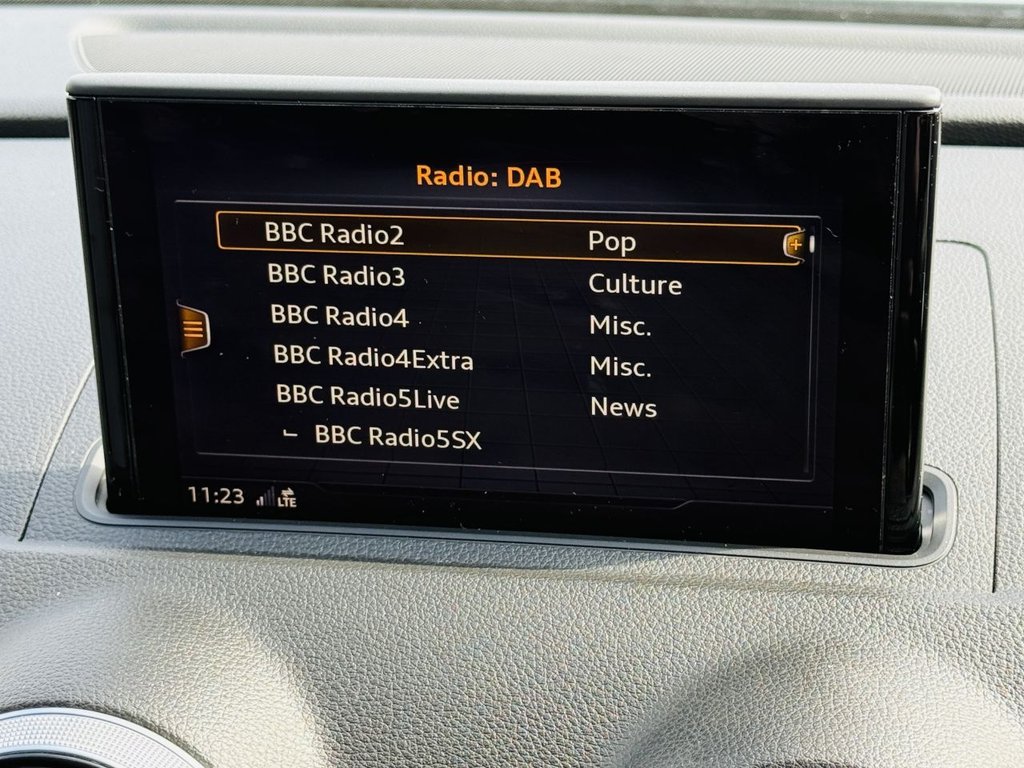 Radio: DAB
BBC Radio2 Pop
BBC Radio3 Culture
BBC Radio4 Misc.
BBC Radio4Extra Misc.
BBC Radio5Live News
BBC Radio5SX
11:23 LTE